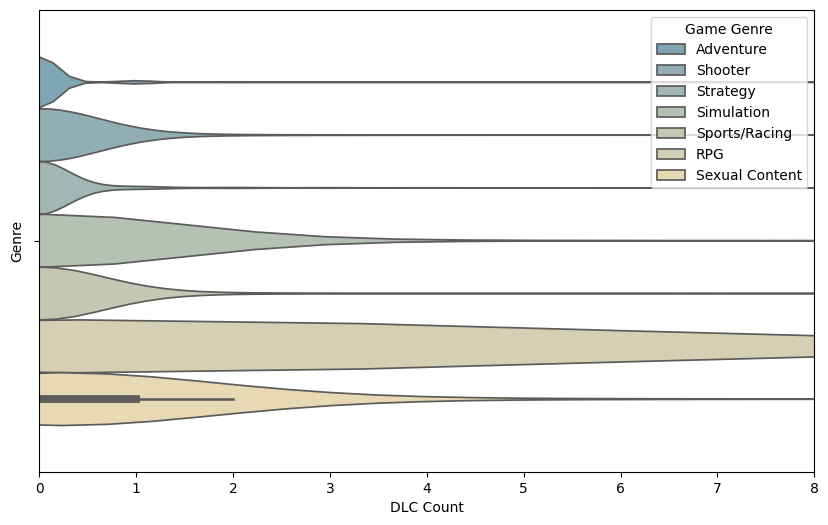 Game Genre
Adventure
Shooter
Strategy
Simulation
Sports/Racing
RPG
Sexual Content
Genre
0 1 2 3 4 5 6 7 8
DLC Count